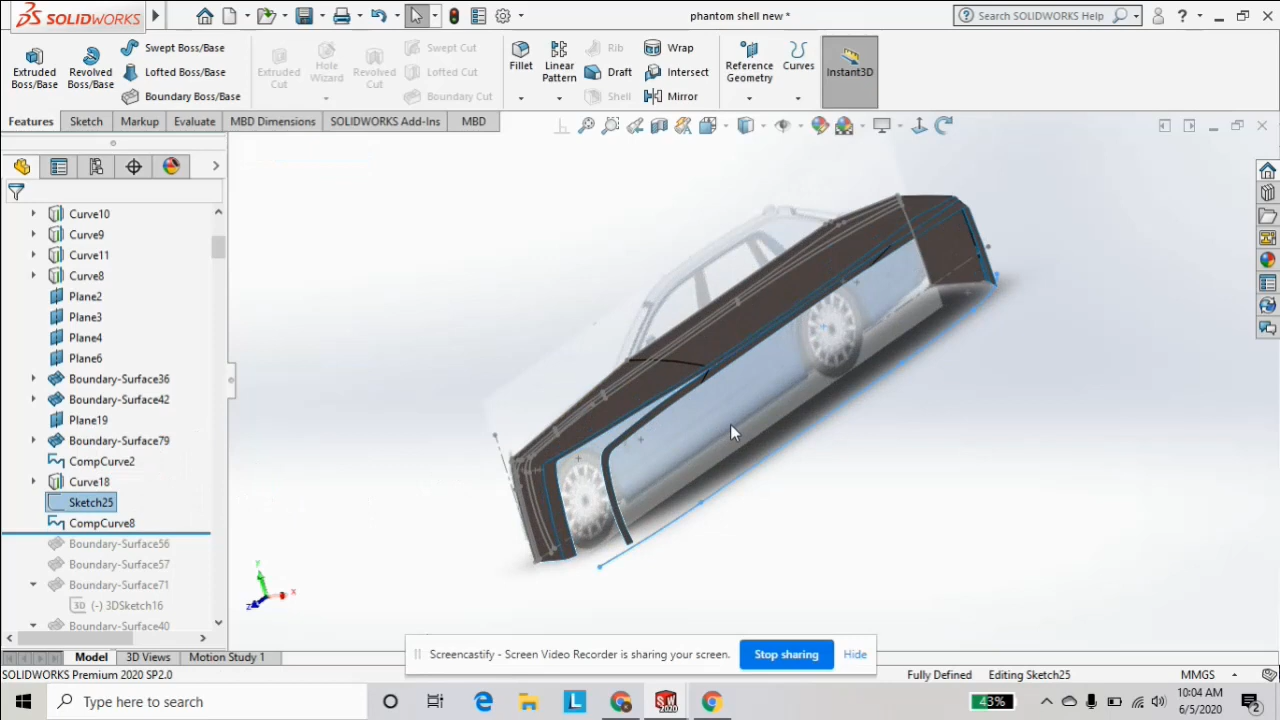 SOLIDWORKS
phantom shell new *
Search SOLIDWORKS Help
?
Extruded Boss/Base
Revolved Boss/Base
Swept Boss/Base
Lofted Boss/Base
Boundary Boss/Base
Extruded Cut
Hole Wizard
Revolved Cut
Swept Cut
Lofted Cut
Boundary Cut
Fillet
Linear Pattern
Rib
Draft
Shell
Wrap
Intersect
Mirror
Reference Geometry
Curves
Instant3D
Features
Sketch
Markup
Evaluate
MBD Dimensions
SOLIDWORKS Add-Ins
MBD
Curve10
Curve9
Curve11
Curve8
Plane2
Plane3
Plane4
Plane6
Boundary-Surface36
Boundary-Surface42
Plane19
Boundary-Surface79
CompCurve2
Curve18
Sketch25
CompCurve8
Boundary-Surface56
Boundary-Surface57
Boundary-Surface71
3D (-) 3DSketch16
Boundary-Surface40
Y
X
Z
Screencastify - Screen Video Recorder is sharing your screen.
Stop sharing
Hide
Model
3D Views
Motion Study 1
SOLIDWORKS Premium 2020 SP2.0
Fully Defined
Editing Sketch25
MMGS
Type here to search
L
SW
2020
43%
10:04 AM
6/5/2020
2